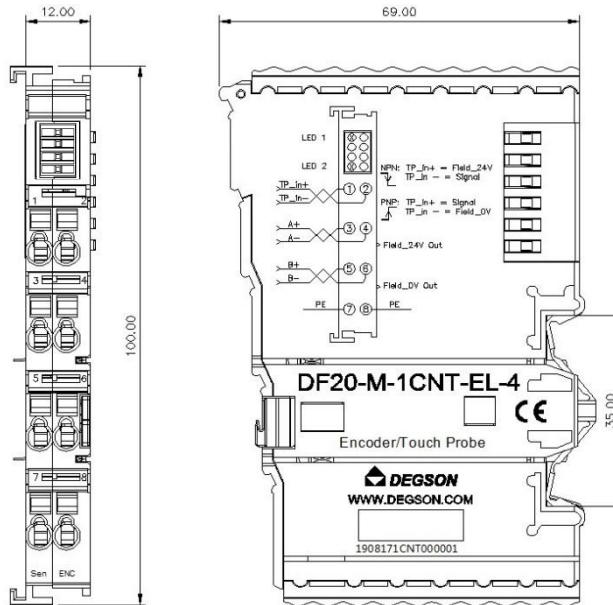 12.00
69.00
100.00
35.00
1 2
3 4
5 6
7 8
Sen ENC
LED 1
LED 2
TP_in+
TP_in-
1 2
A+
A-
3 4
B+
B-
5 6
PE 7 8 PE
NPN: TP_in+ = Field_24V
TP_in - = Signal
PNP: TP_in+ = Signal
TP_in - = Field_0V
Field_24V Out
Field_0V Out
DF20-M-1CNT-EL-4
CE
Encoder/Touch Probe
DEGSON
WWW.DEGSON.COM
1908171CNT000001